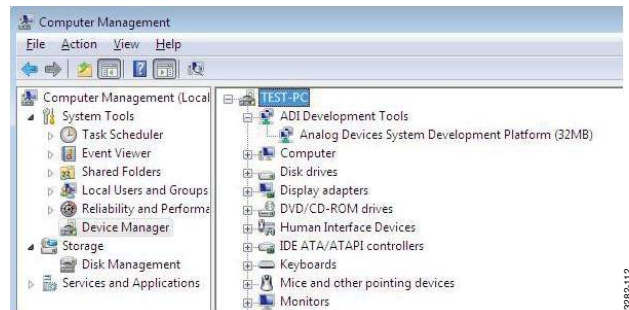 Computer Management
File Action View Help
Computer Management (Local
System Tools
Task Scheduler
Event Viewer
Shared Folders
Local Users and Groups
Reliability and Performa
Device Manager
Storage
Disk Management
Services and Applications
TEST-PC
ADI Development Tools
Analog Devices System Development Platform (32MB)
Computer
Disk drives
Display adapters
DVD/CD-ROM drives
Human Interface Devices
IDE ATA/ATAPI controllers
Keyboards
Mice and other pointing devices
Monitors